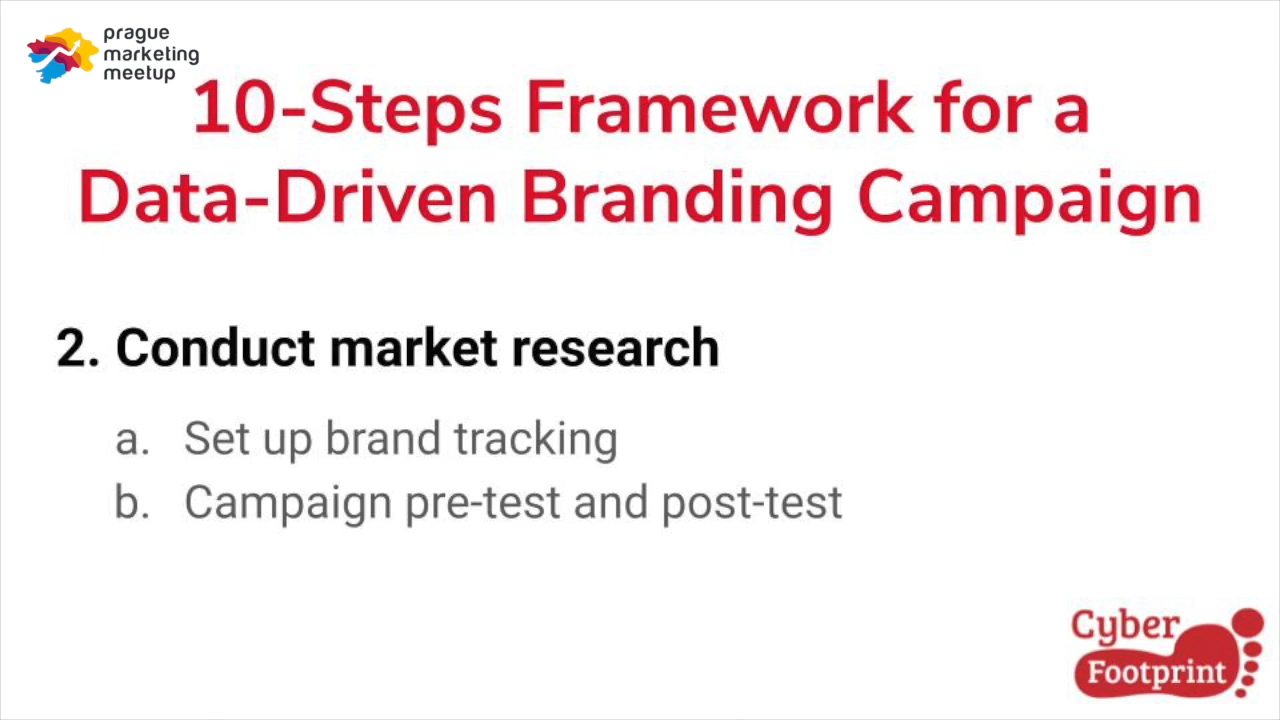 prague
marketing
meetup
10-Steps Framework for a
Data-Driven Branding Campaign
2. Conduct market research
a. Set up brand tracking
b. Campaign pre-test and post-test
Cyber
Footprint